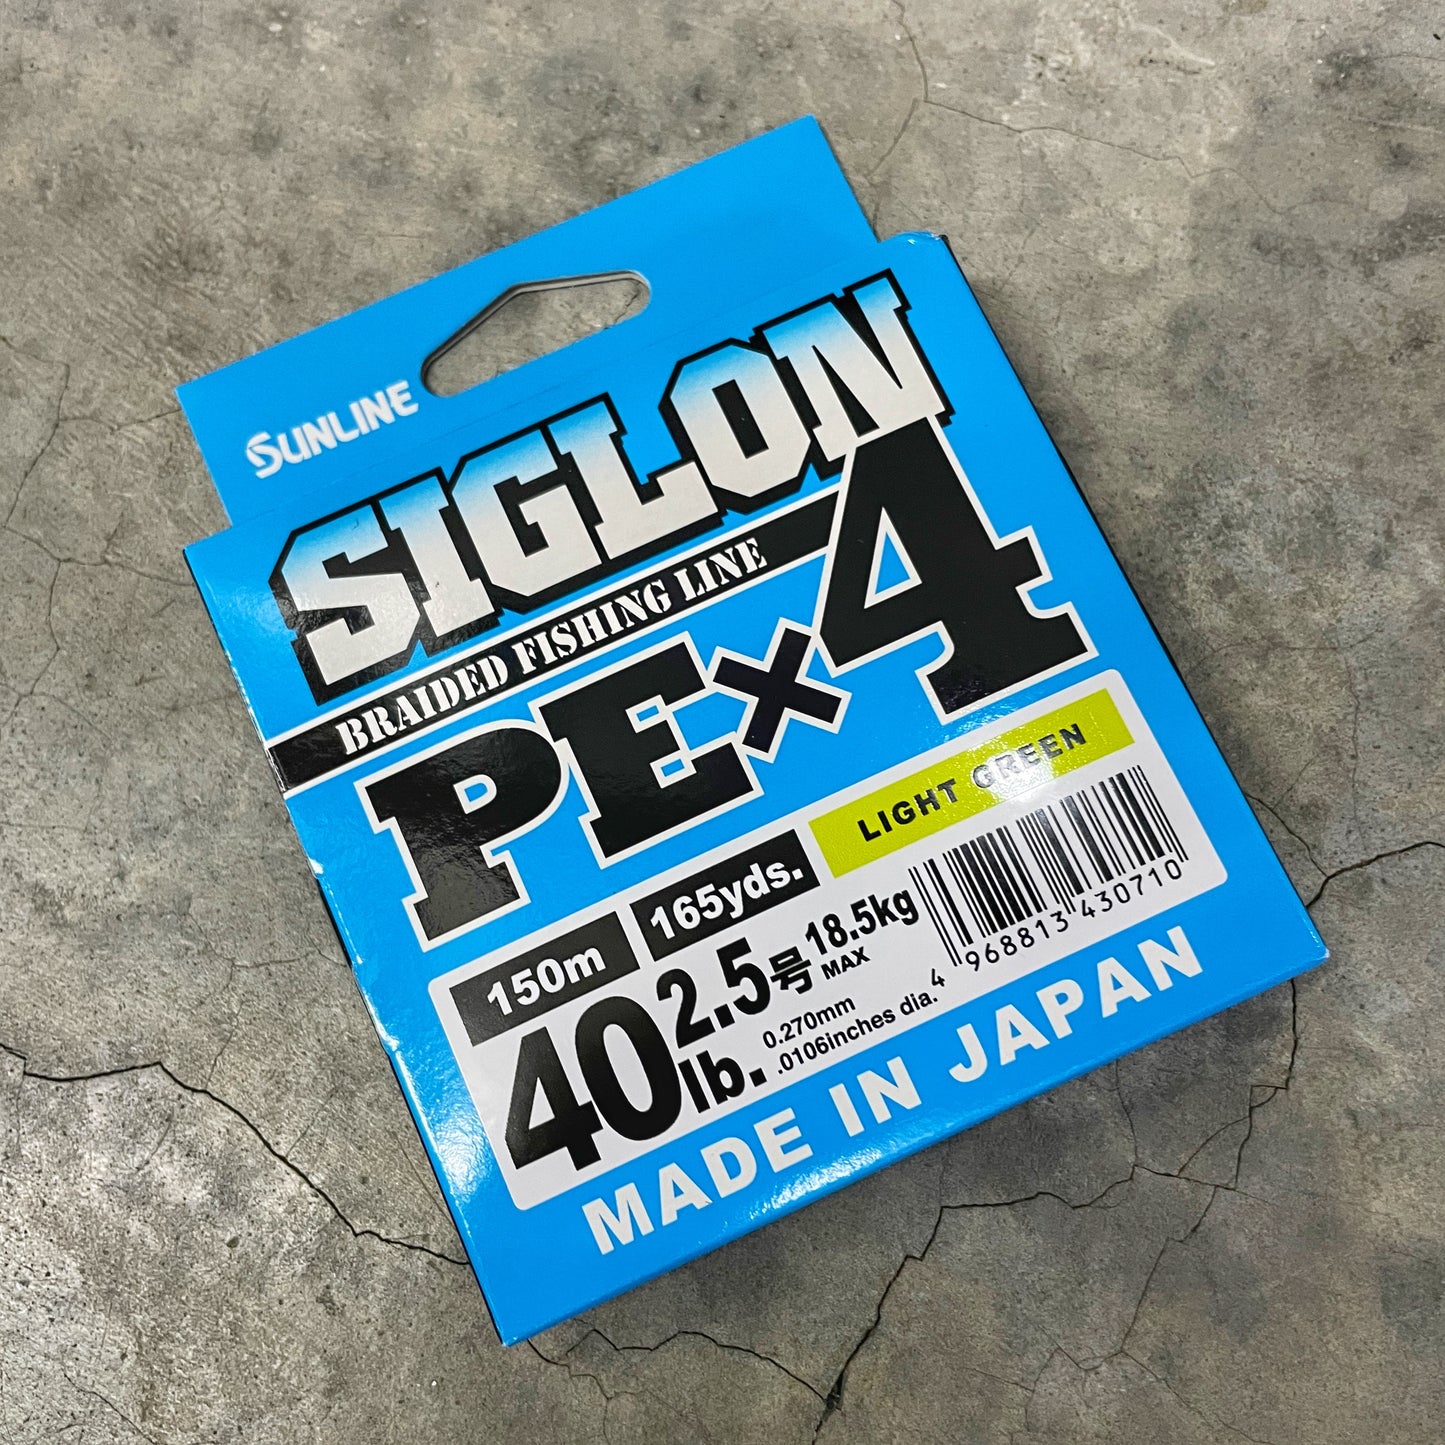 SUNLINE
SIGLON
BRAIDED FISHING LINE
PE×4
LIGHT GREEN
150m
165yds.
40lb.
2.5号
18.5kg
MAX
0.270mm
.0106inches dia.
4 968813 430710
MADE IN JAPAN